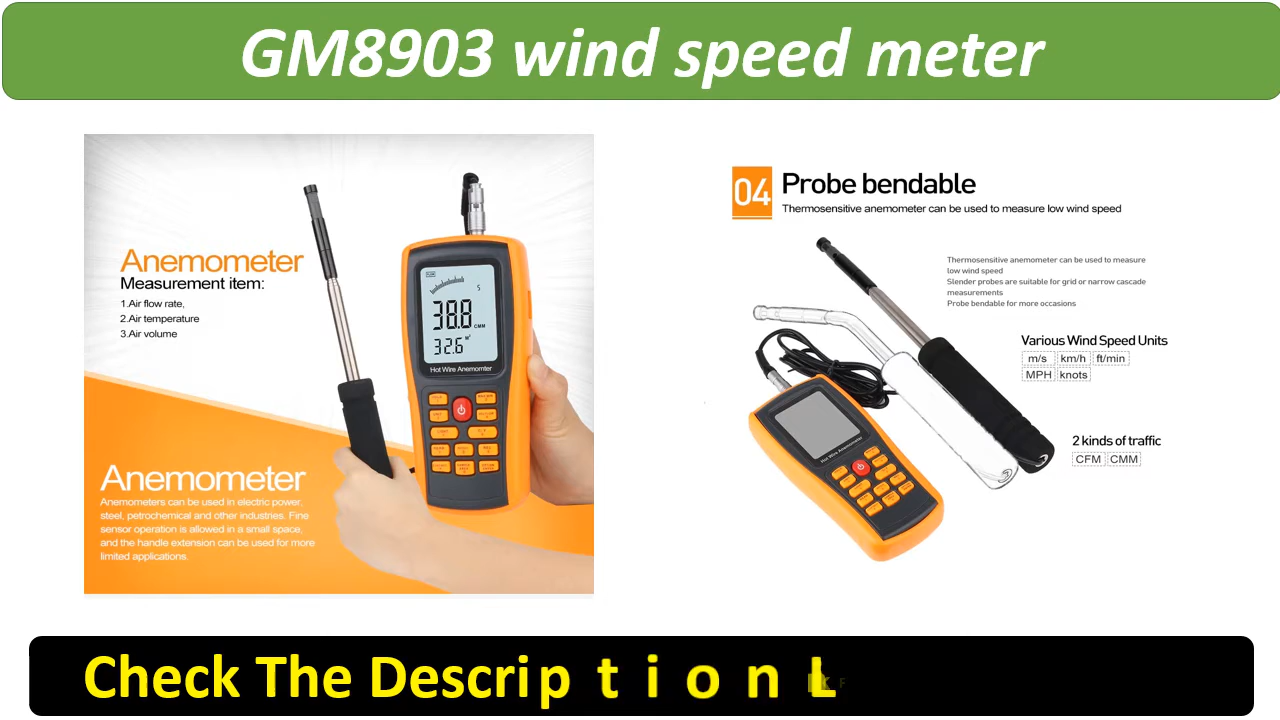 GM8903 wind speed meter
Anemometer
Measurement item:
1.Air flow rate,
2.Air temperature
3.Air volume
38.8
CMM
32.6
Hot Wire Anemomter
Anemometer
Anemometers can be used in electric power,
steel, petrochemical and other industries. Fine
sensor operation is allowed in a small space,
and the handle extension can be used for more
limited applications.
04
Probe bendable
Thermosensitive anemometer can be used to measure low wind speed
Thermosensitive anemometer can be used to measure
low wind speed
Slender probes are suitable for grid or narrow cascade
measurements
Probe bendable for more occasions
Various Wind Speed Units
m/s km/h ft/min
MPH knots
2 kinds of traffic
CFM CMM
Hot Wire Anemometer
Check The Description L